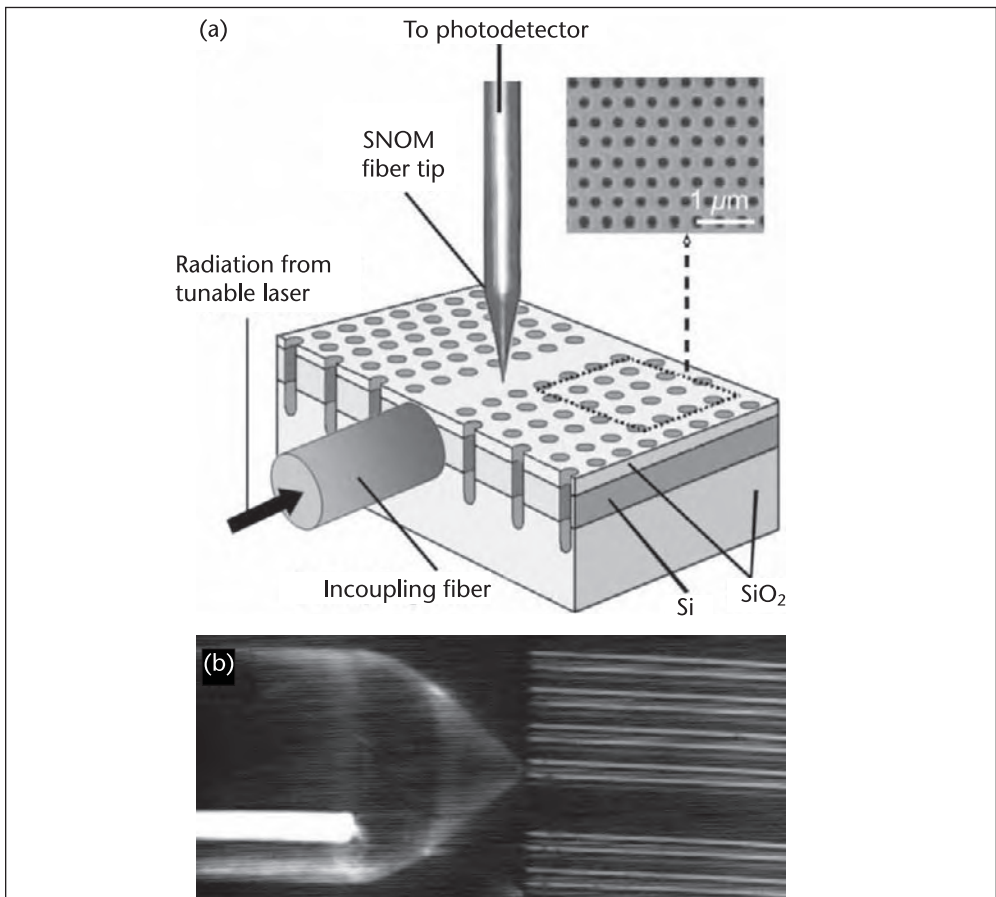 (a)
To photodetector
SNOM
fiber tip
1 µm
Radiation from
tunable laser
Incoupling fiber
Si
SiO₂
(b)